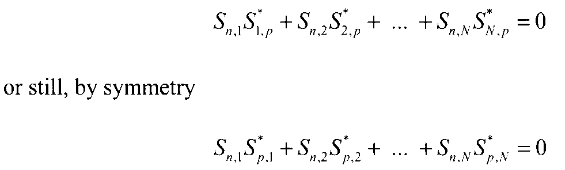 S_{n,1}S^*_{1,p} + S_{n,2}S^*_{2,p} + ... + S_{n,N}S^*_{N,p} = 0
or still, by symmetry
S_{n,1}S^*_{p,1} + S_{n,2}S^*_{p,2} + ... + S_{n,N}S^*_{p,N} = 0